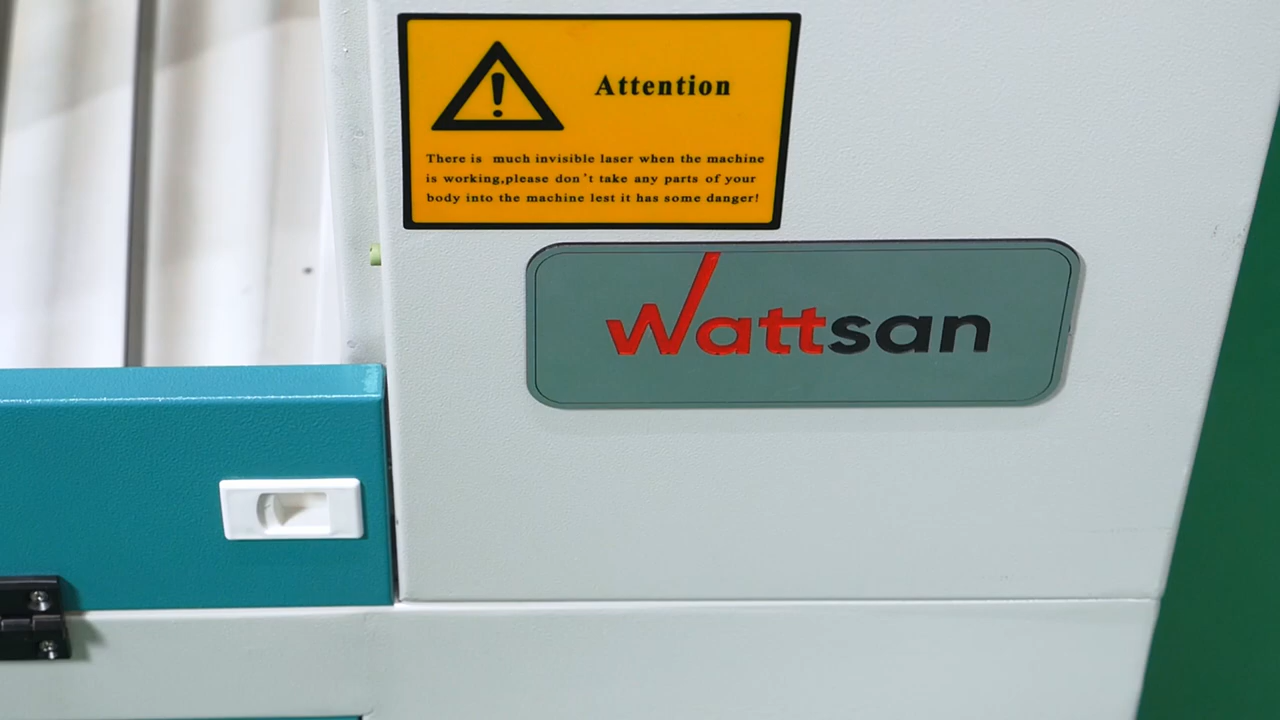 Attention
There is much invisible laser when the machine
is working,please don't take any parts of your
body into the machine lest it has some danger!
Wattsan